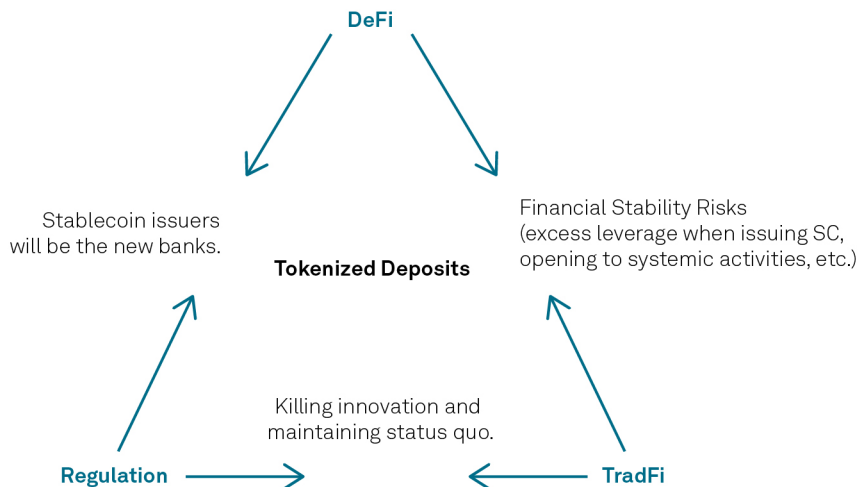 DeFi
Stablecoin issuers
will be the new banks.
Financial Stability Risks
(excess leverage when issuing SC,
opening to systemic activities, etc.)
Tokenized Deposits
Killing innovation and
maintaining status quo.
Regulation
TradFi